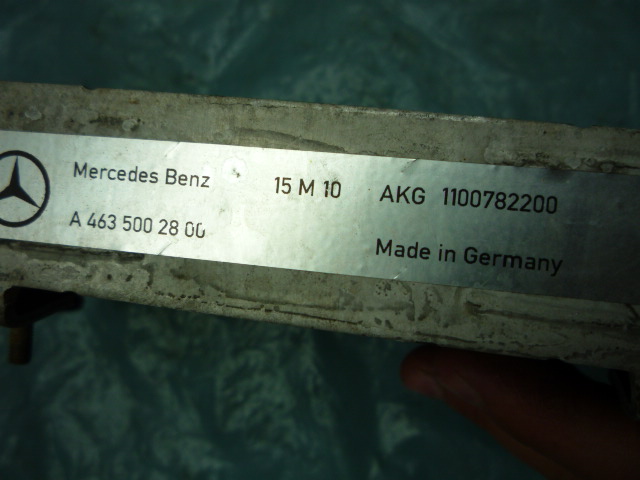 Mercedes Benz 15 M 10 AKG 1100782200
A 463 500 28 00
Made in Germany